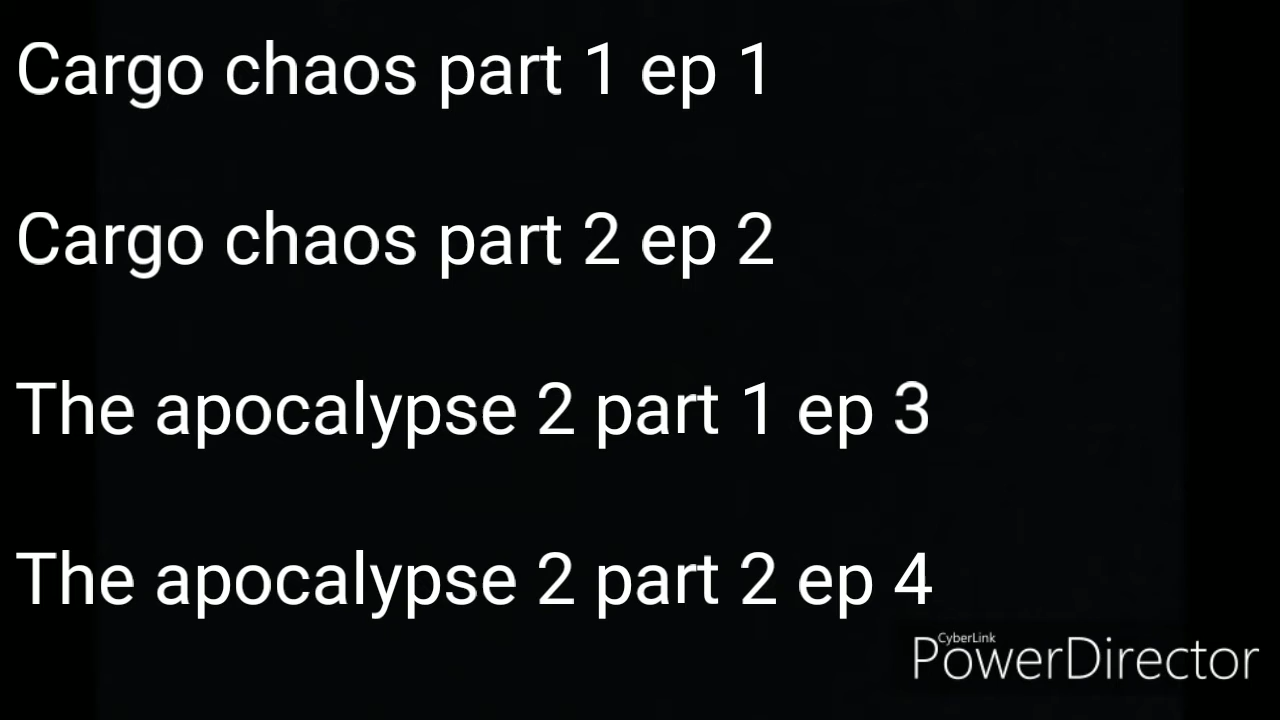 Cargo chaos part 1 ep 1
Cargo chaos part 2 ep 2
The apocalypse 2 part 1 ep 3
The apocalypse 2 part 2 ep 4
CyberLink
PowerDirector